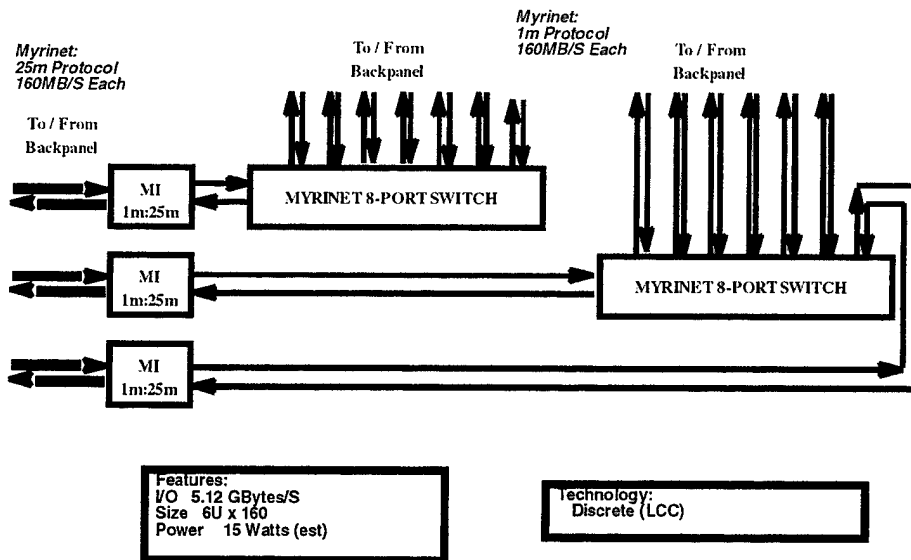 Myrinet:
25m Protocol
160MB/S Each
To / From
Backpanel
Myrinet:
1m Protocol
160MB/S Each
To / From
Backpanel
To / From
Backpanel
MI
1m:25m
MYRINET 8-PORT SWITCH
MI
1m:25m
MYRINET 8-PORT SWITCH
MI
1m:25m
Features:
I/O 5.12 GBytes/S
Size 6U x 160
Power 15 Watts (est)
Technology:
Discrete (LCC)